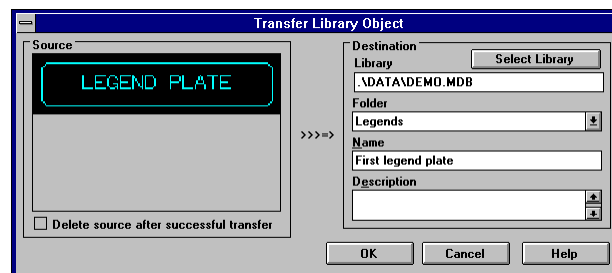 Transfer Library Object
Source
LEGEND PLATE
Delete source after successful transfer
>>>=>
Destination
Library
Select Library
.\DATA\DEMO.MDB
Folder
Legends
Name
First legend plate
Description
OK
Cancel
Help